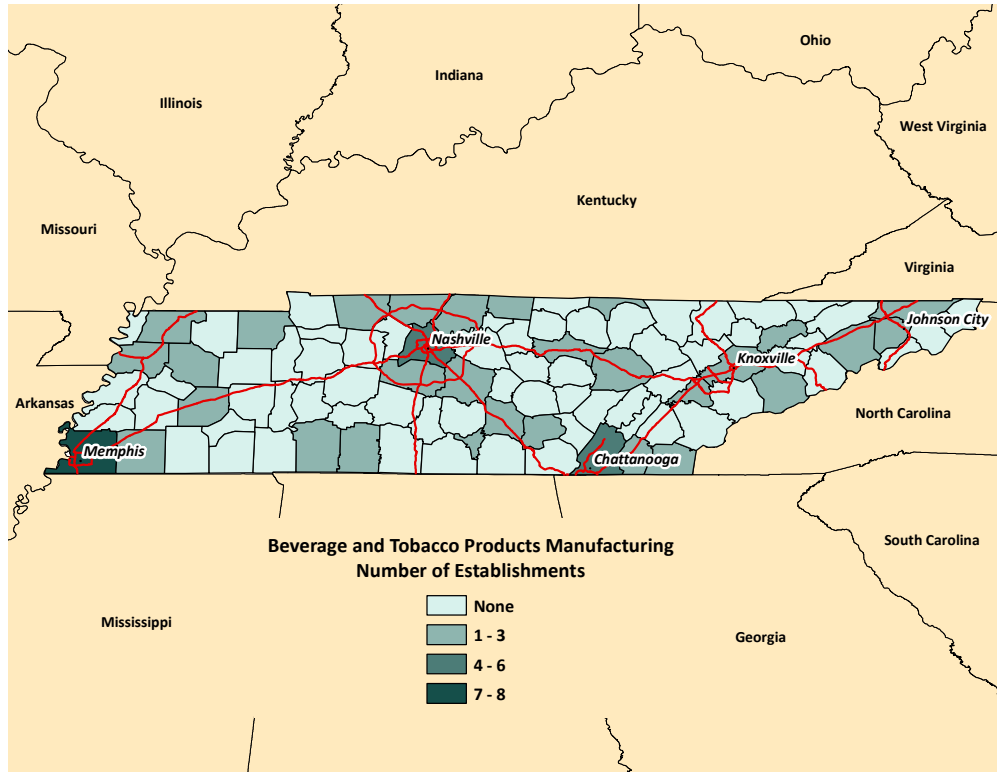 Ohio
Indiana
Illinois
West Virginia
Kentucky
Missouri
Virginia
Johnson City
Nashville
Knoxville
Arkansas
North Carolina
Memphis
Chattanooga
South Carolina
Beverage and Tobacco Products Manufacturing
Number of Establishments
None
1 - 3
4 - 6
7 - 8
Mississippi
Georgia